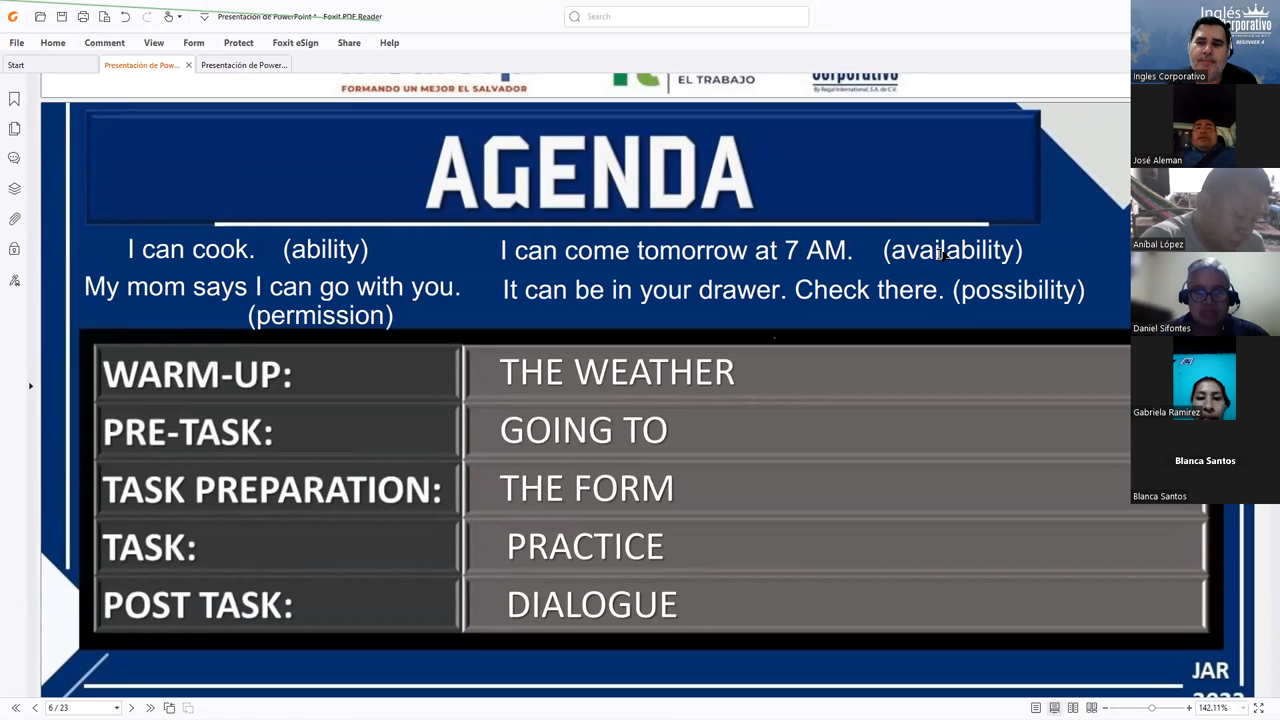 Presentación de PowerPoint * - Foxit PDF Reader
Search
File Home Comment View Form Protect Foxit eSign Share Help
Start
Presentación de Pow...
Presentación de Power...
FORMANDO UN MEJOR EL SALVADOR
EL TRABAJO
Corporativo
By Regal International, S.A. de C.V.
AGENDA
I can cook. (ability)
I can come tomorrow at 7 AM. (availability)
My mom says I can go with you.
(permission)
It can be in your drawer. Check there. (possibility)
WARM-UP: THE WEATHER
PRE-TASK: GOING TO
TASK PREPARATION: THE FORM
TASK: PRACTICE
POST TASK: DIALOGUE
JAR
Inglés
Corporativo
BEGINNER 4
Ingles Corporativo
José Aleman
Aníbal López
Daniel Sifontes
Gabriela Ramirez
Blanca Santos
Blanca Santos
6 / 23
142.11%